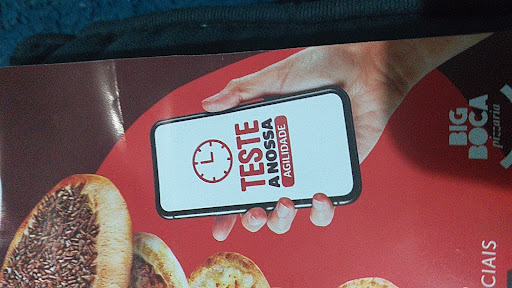 TESTE
A NOSSA
AGILIDADE
BIG
BOCA
pizzaria
CIAIS